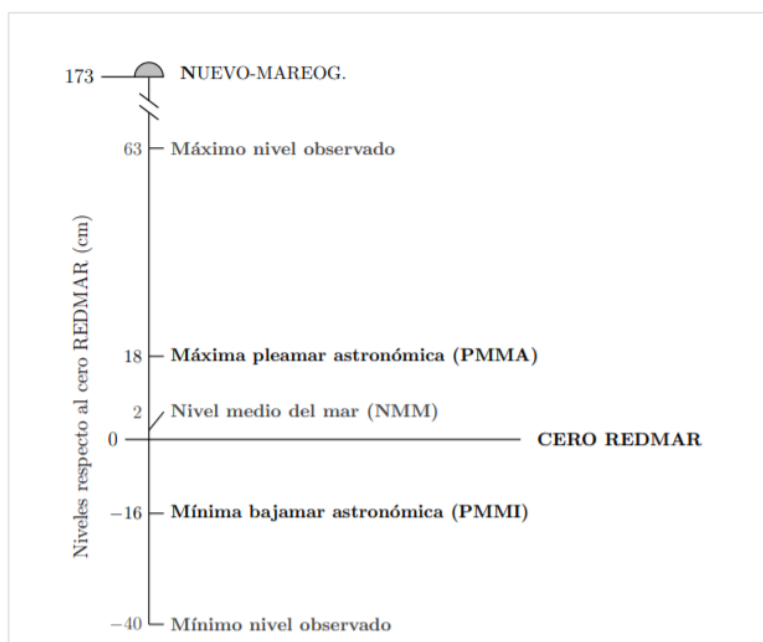 173 NUEVO-MAREOG.
63 Máximo nivel observado
Niveles respecto al cero REDMAR (cm)
18 Máxima pleamar astronómica (PMMA)
2 Nivel medio del mar (NMM)
0 CERO REDMAR
−16 Mínima bajamar astronómica (PMMI)
−40 Mínimo nivel observado